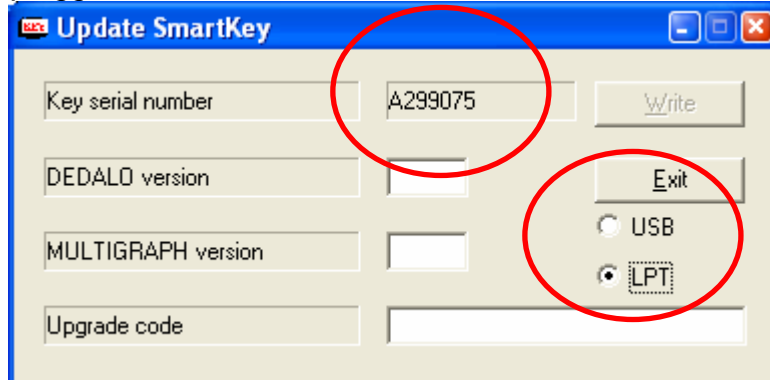 Update SmartKey
Key serial number A299075 Write
DEDALO version Exit
USB
MULTIGRAPH version
LPT
Upgrade code